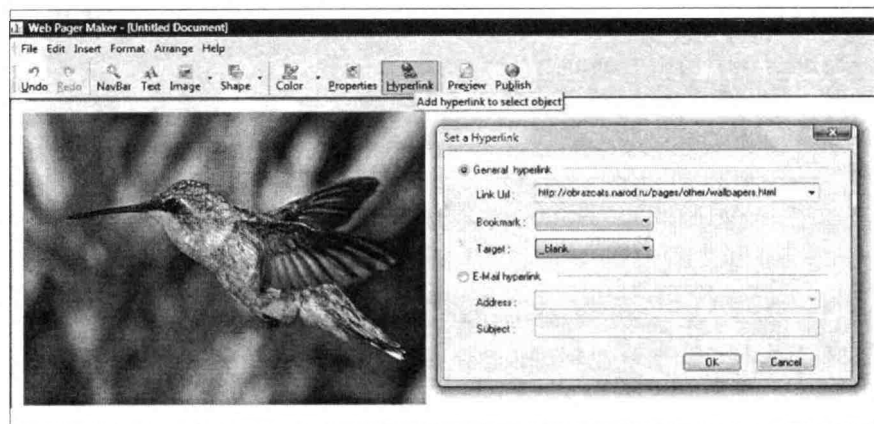 Web Pager Maker - [Untitled Document]
File Edit Insert Format Arrange Help
Undo Redo NavBar Text Image Shape Color Properties Hyperlink Preview Publish
Add hyperlink to select object
Set a Hyperlink
General hyperlink
Link Url : http://obrazcats.narod.ru/pages/other/wallpapers.html
Bookmark :
Target : _blank
E-Mail hyperlink
Address :
Subject :
OK Cancel